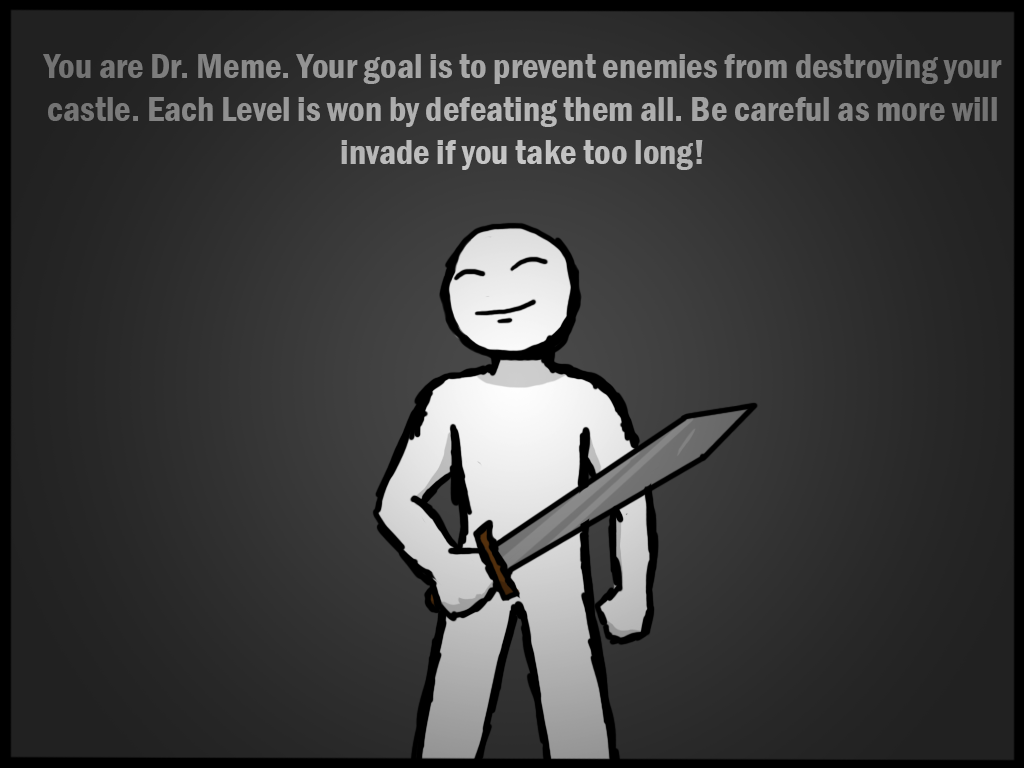 You are Dr. Meme. Your goal is to prevent enemies from destroying your
castle. Each Level is won by defeating them all. Be careful as more will
invade if you take too long!